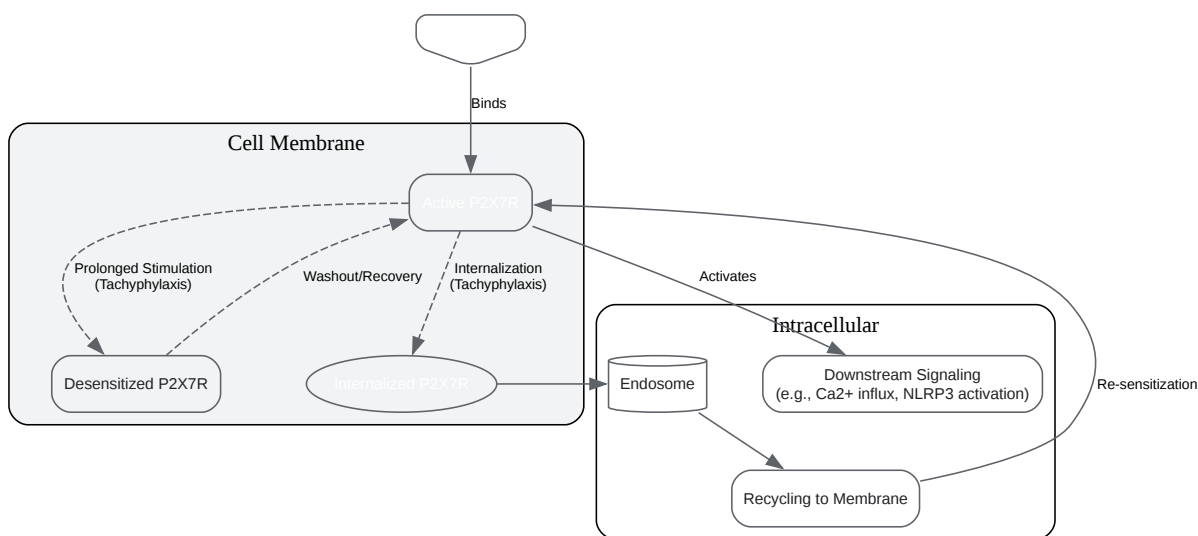 Binds
Cell Membrane
Active P2X7R
Prolonged Stimulation
(Tachyphylaxis)
Washout/Recovery
Internalization
(Tachyphylaxis)
Activates
Intracellular
Desensitized P2X7R
Internalized P2X7R
Endosome
Downstream Signaling
(e.g., Ca2+ influx, NLRP3 activation)
Re-sensitization
Recycling to Membrane